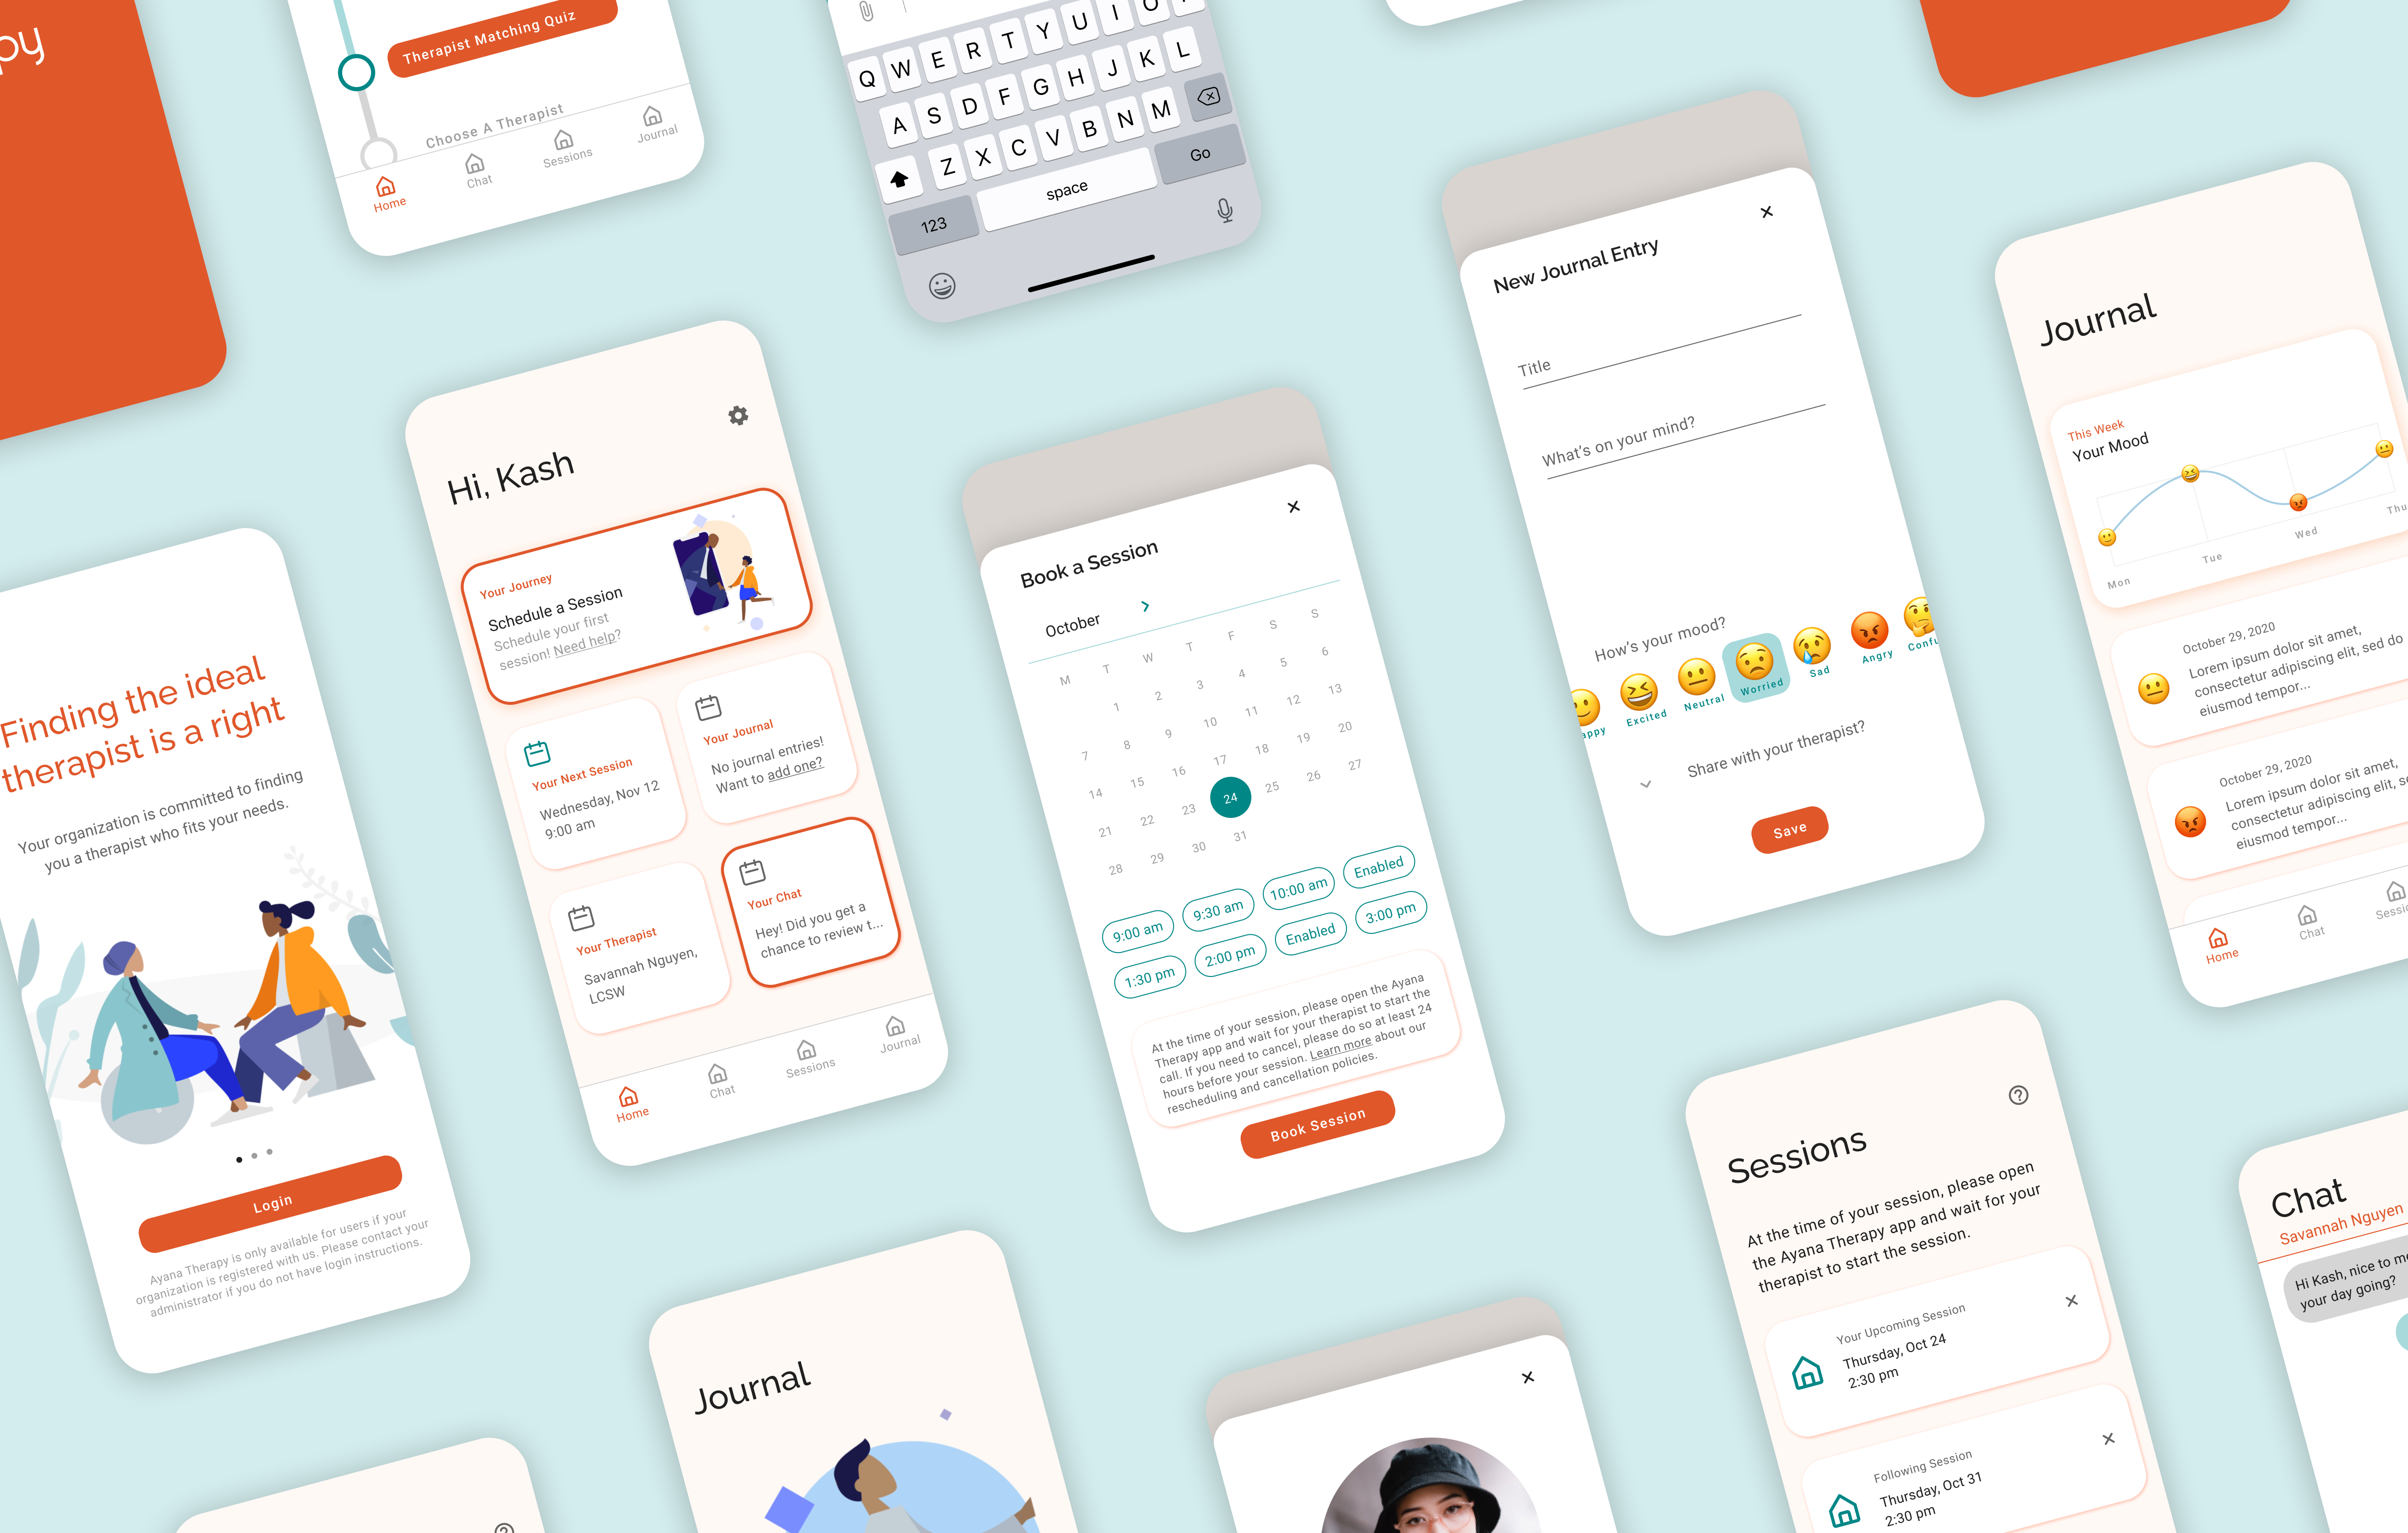 py
Therapist Matching Quiz
Choose A Therapist
Home
Chat
Sessions
Journal
Q W E R T Y U I O
A S D F G H J K L
Z X C V B N M
123
space
Go
Finding the ideal
therapist is a right
Your organization is committed to finding
you a therapist who fits your needs.
Login
Ayana Therapy is only available for users if your
organization is registered with us. Please contact your
administrator if you do not have login instructions.
Hi, Kash
Your Journey
Schedule a Session
Schedule your first
session! Need help?
Your Next Session
Wednesday, Nov 12
9:00 am
Your Journal
No journal entries!
Want to add one?
Your Therapist
Savannah Nguyen,
LCSW
Your Chat
Hey! Did you get a
chance to review t...
Home
Chat
Sessions
Journal
Book a Session
October
M T W T F S S
1 2 3 4 5 6
7 8 9 10 11 12 13
14 15 16 17 18 19 20
21 22 23 24 25 26 27
28 29 30 31
9:00 am
9:30 am
10:00 am
Enabled
1:30 pm
2:00 pm
Enabled
3:00 pm
At the time of your session, please open the Ayana
Therapy app and wait for your therapist to start the
call. If you need to cancel, please do so at least 24
hours before your session. Learn more about our
rescheduling and cancellation policies.
Book Session
New Journal Entry
Title
What's on your mind?
How's your mood?
appy
Excited
Neutral
Worried
Sad
Angry
Confu
Share with your therapist?
Save
Journal
This Week
Your Mood
Mon
Tue
Wed
Thu
October 29, 2020
Lorem ipsum dolor sit amet,
consectetur adipiscing elit, sed do
eiusmod tempor...
October 29, 2020
Lorem ipsum dolor sit amet,
consectetur adipiscing elit, s
eiusmod tempor...
Home
Chat
Sessio
Journal
Sessions
At the time of your session, please open
the Ayana Therapy app and wait for your
therapist to start the session.
Your Upcoming Session
Thursday, Oct 24
2:30 pm
Following Session
Thursday, Oct 31
2:30 pm
Chat
Savannah Nguyen
Hi Kash, nice to me
your day going?